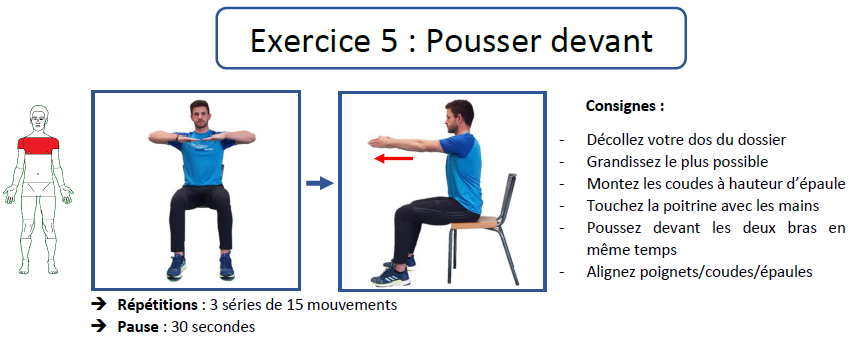 Exercice 5 : Pousser devant
Consignes :
- Décollez votre dos du dossier
- Grandissez le plus possible
- Montez les coudes à hauteur d’épaule
- Touchez la poitrine avec les mains
- Poussez devant les deux bras en
même temps
- Alignez poignets/coudes/épaules
➔ Répétitions : 3 séries de 15 mouvements
➔ Pause : 30 secondes